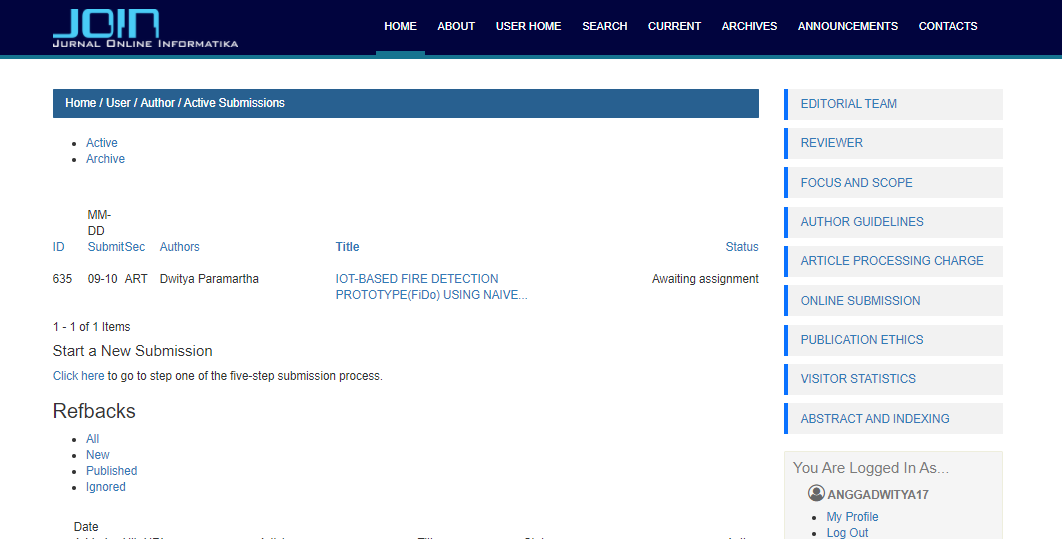 JOIN
JURNAL ONLINE INFORMATIKA
HOME ABOUT USER HOME SEARCH CURRENT ARCHIVES ANNOUNCEMENTS CONTACTS
Home / User / Author / Active Submissions
Active
Archive
MM-
DD
ID SubmitSec Authors Title Status
635 09-10 ART Dwitya Paramartha IOT-BASED FIRE DETECTION Awaiting assignment
PROTOTYPE(FiDo) USING NAIVE...
1 - 1 of 1 Items
Start a New Submission
Click here to go to step one of the five-step submission process.
Refbacks
All
New
Published
Ignored
Date
EDITORIAL TEAM
REVIEWER
FOCUS AND SCOPE
AUTHOR GUIDELINES
ARTICLE PROCESSING CHARGE
ONLINE SUBMISSION
PUBLICATION ETHICS
VISITOR STATISTICS
ABSTRACT AND INDEXING
You Are Logged In As...
ANGGADWITYA17
My Profile
Log Out